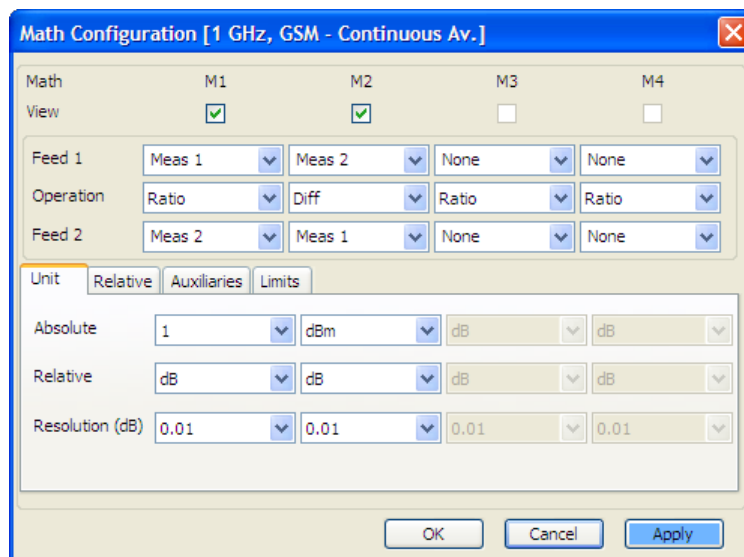 Math Configuration [1 GHz, GSM - Continuous Av.]
Math M1 M2 M3 M4
View
Feed 1 Meas 1 Meas 2 None None
Operation Ratio Diff Ratio Ratio
Feed 2 Meas 2 Meas 1 None None
Unit Relative Auxiliaries Limits
Absolute 1 dBm dB dB
Relative dB dB dB dB
Resolution (dB) 0.01 0.01 0.01 0.01
OK Cancel Apply